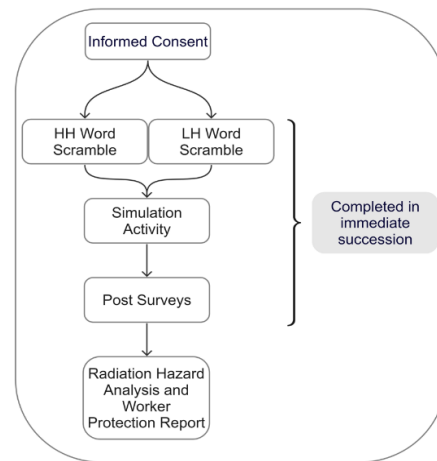 Informed Consent
HH Word
Scramble
LH Word
Scramble
Simulation
Activity
Completed in
immediate
succession
Post Surveys
Radiation Hazard
Analysis and
Worker
Protection Report